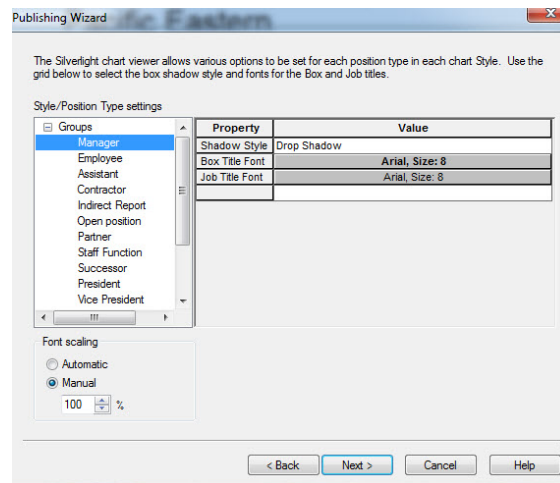 Pacific Eastern
Publishing Wizard
The Silverlight chart viewer allows various options to be set for each position type in each chart Style. Use the
grid below to select the box shadow style and fonts for the Box and Job titles.
Style/Position Type settings
Groups
Manager
Employee
Assistant
Contractor
Indirect Report
Open position
Partner
Staff Function
Successor
President
Vice President
Property Value
Shadow Style Drop Shadow
Box Title Font Arial, Size: 8
Job Title Font Arial, Size: 8
Font scaling
Automatic
Manual
100 %
< Back Next > Cancel Help